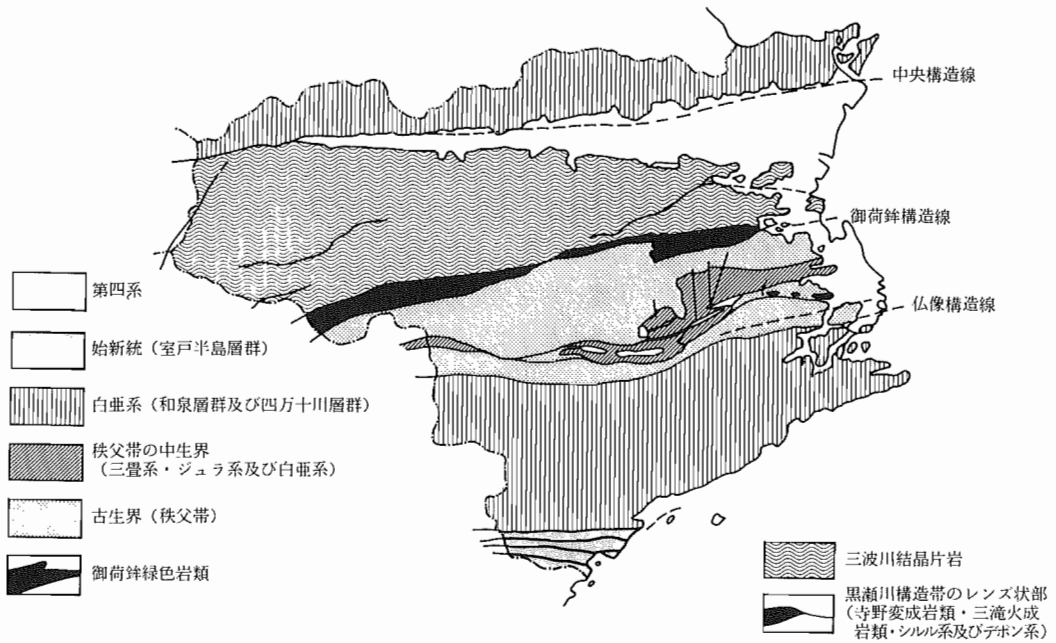 中央構造線
御荷鉾構造線
仏像構造線
第四系
始新統（室戸半島層群）
白亜系（和泉層群及び四万十川層群）
秩父帯の中生界
（三畳系・ジュラ系及び白亜系）
古生界（秩父帯）
御荷鉾緑色岩類
三波川結晶片岩
黒瀬川構造帯のレンズ状部
（寺野変成岩類・三滝火成
岩類・シルル系及びデボン系）